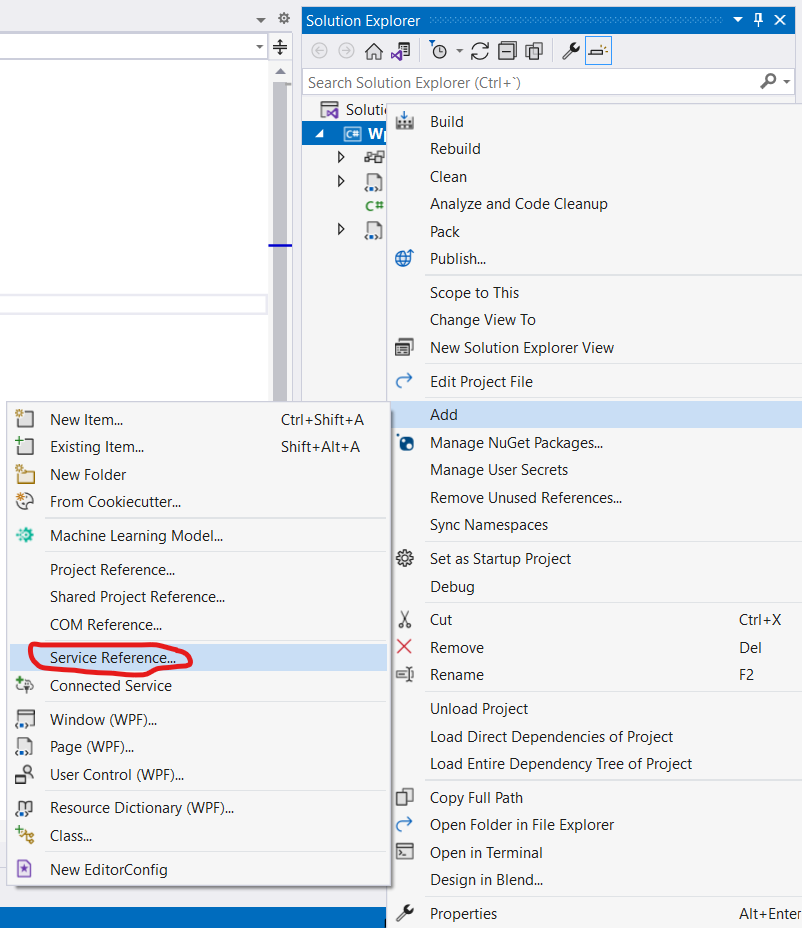 Solution Explorer
Search Solution Explorer (Ctrl+`)
Build
Rebuild
Clean
Analyze and Code Cleanup
Pack
Publish...
Scope to This
Change View To
New Solution Explorer View
Edit Project File
Add
Manage NuGet Packages...
Manage User Secrets
Remove Unused References...
Sync Namespaces
Set as Startup Project
Debug
Cut Ctrl+X
Remove Del
Rename F2
Unload Project
Load Direct Dependencies of Project
Load Entire Dependency Tree of Project
Copy Full Path
Open Folder in File Explorer
Open in Terminal
Design in Blend...
Properties Alt+Enter
New Item... Ctrl+Shift+A
Existing Item... Shift+Alt+A
New Folder
From Cookiecutter...
Machine Learning Model...
Project Reference...
Shared Project Reference...
COM Reference...
Service Reference...
Connected Service
Window (WPF)...
Page (WPF)...
User Control (WPF)...
Resource Dictionary (WPF)...
Class...
New EditorConfig